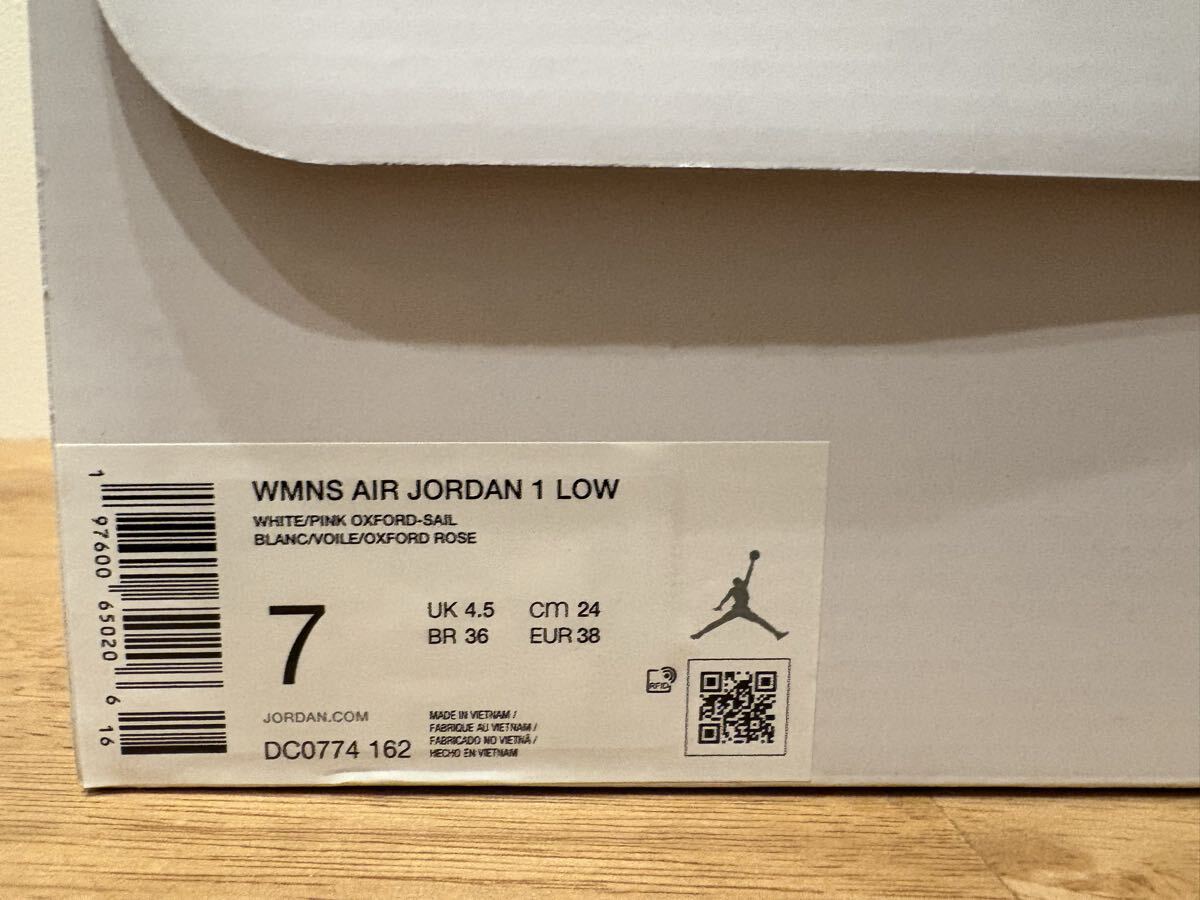 WMNS AIR JORDAN 1 LOW
WHITE/PINK OXFORD-SAIL
BLANC/VOILE/OXFORD ROSE
7
UK 4.5 cm 24
BR 36 EUR 38
JORDAN.COM
DC0774 162
MADE IN VIETNAM /
FABRIQUE AU VIETNAM /
FABRICADO NO VIETNÃ /
HECHO EN VIETNAM
RFID
1 97600 65020 6 16